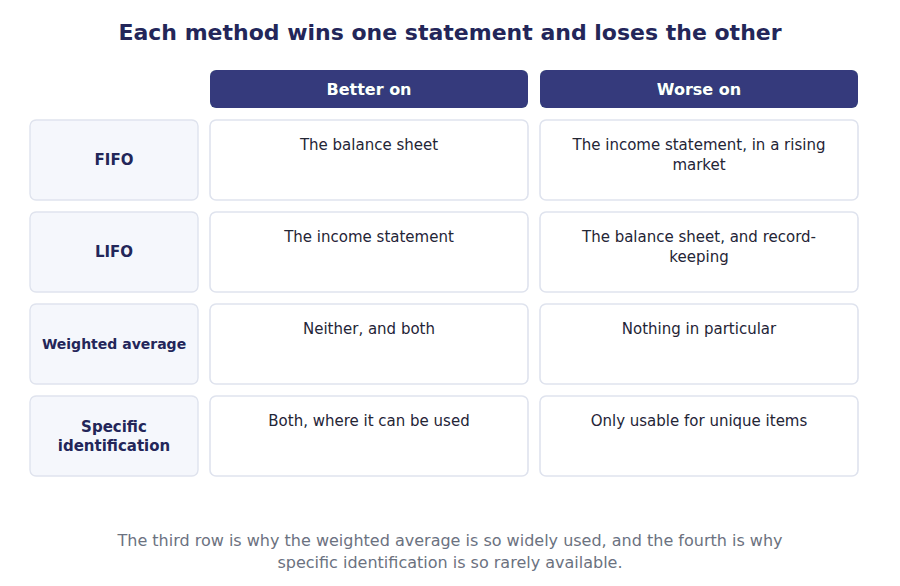 Each method wins one statement and loses the other
Better on
Worse on
FIFO
The balance sheet
The income statement, in a rising
market
LIFO
The income statement
The balance sheet, and record-
keeping
Weighted average
Neither, and both
Nothing in particular
Specific
identification
Both, where it can be used
Only usable for unique items
The third row is why the weighted average is so widely used, and the fourth is why
specific identification is so rarely available.